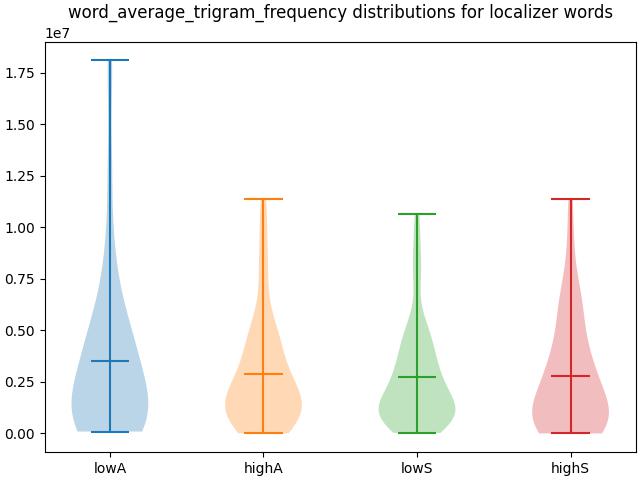 word_average_trigram_frequency distributions for localizer words
1e7
1.75
1.50
1.25
1.00
0.75
0.50
0.25
0.00
lowA highA lowS highS